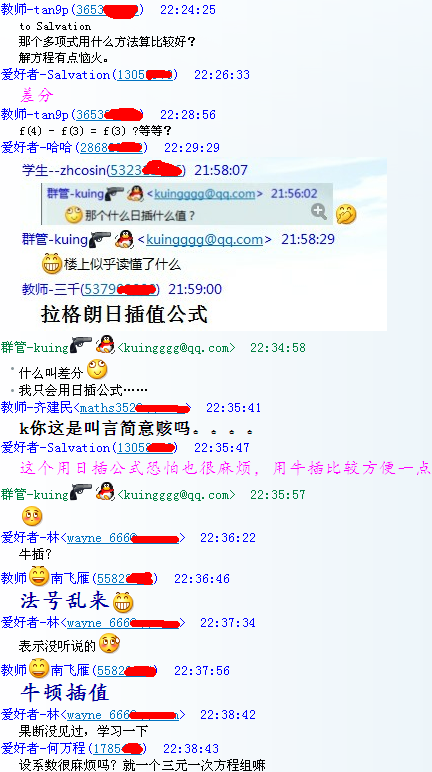 教师-tan9p(3653 22:24:25
to Salvation
那个多项式用什么方法算比较好?
解方程有点恼火。
爱好者-Salvation(1305 22:26:33
差分
教师-tan9p(3653 22:28:56
f(4) - f(3) = f(3) ?等等?
爱好者-哈哈(2868 22:29:29
学生--zhcosin(5323 21:58:07
群管-kuing <kuingggg@qq.com> 21:56:02
那个什么日插什么值?
群管-kuing <kuingggg@qq.com> 21:58:29
楼上似乎读懂了什么
教师-三千(5379 21:59:00
拉格朗日插值公式
群管-kuing <kuingggg@qq.com> 22:34:58
什么叫差分
我只会用日插公式……
教师-齐建民<maths352 22:35:41
k你这是叫言简意赅吗。。。。
爱好者-Salvation(1305 22:35:47
这个用日插公式恐怕也很麻烦，用牛插比较方便一点
群管-kuing <kuingggg@qq.com> 22:35:57
爱好者-林<wayne_666 > 22:36:22
牛插?
教师 南飞雁(5582 22:36:46
法号乱来
爱好者-林<wayne_666 > 22:37:34
表示没听说的
教师 南飞雁(5582 22:37:56
牛顿插值
爱好者-林<wayne_666 > 22:38:42
果断没见过，学习一下
爱好者-何万程(1785 22:38:43
设系数很麻烦吗？就一个三元一次方程组嘛